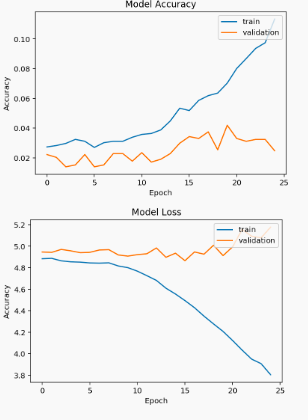 Model Accuracy
train
validation
0.10
0.08
0.06
0.04
0.02
Accuracy
0 5 10 15 20 25
Epoch
Model Loss
train
validation
5.2
5.0
4.8
4.6
4.4
4.2
4.0
3.8
Accuracy
0 5 10 15 20 25
Epoch